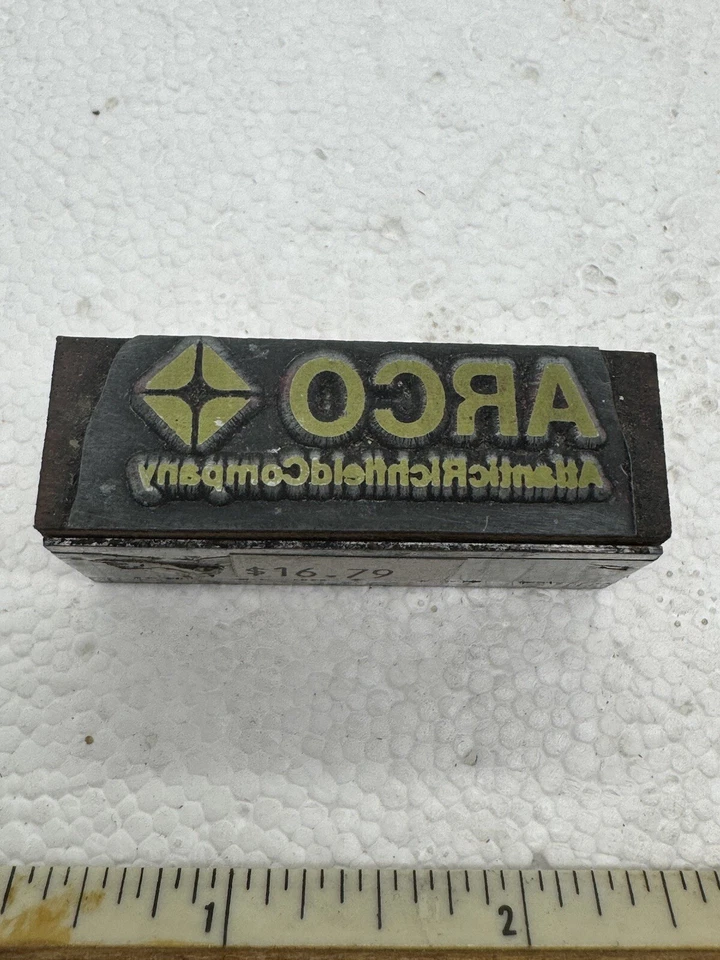 ARCO
AtlanticRichfieldCompany
$16.79
1 2